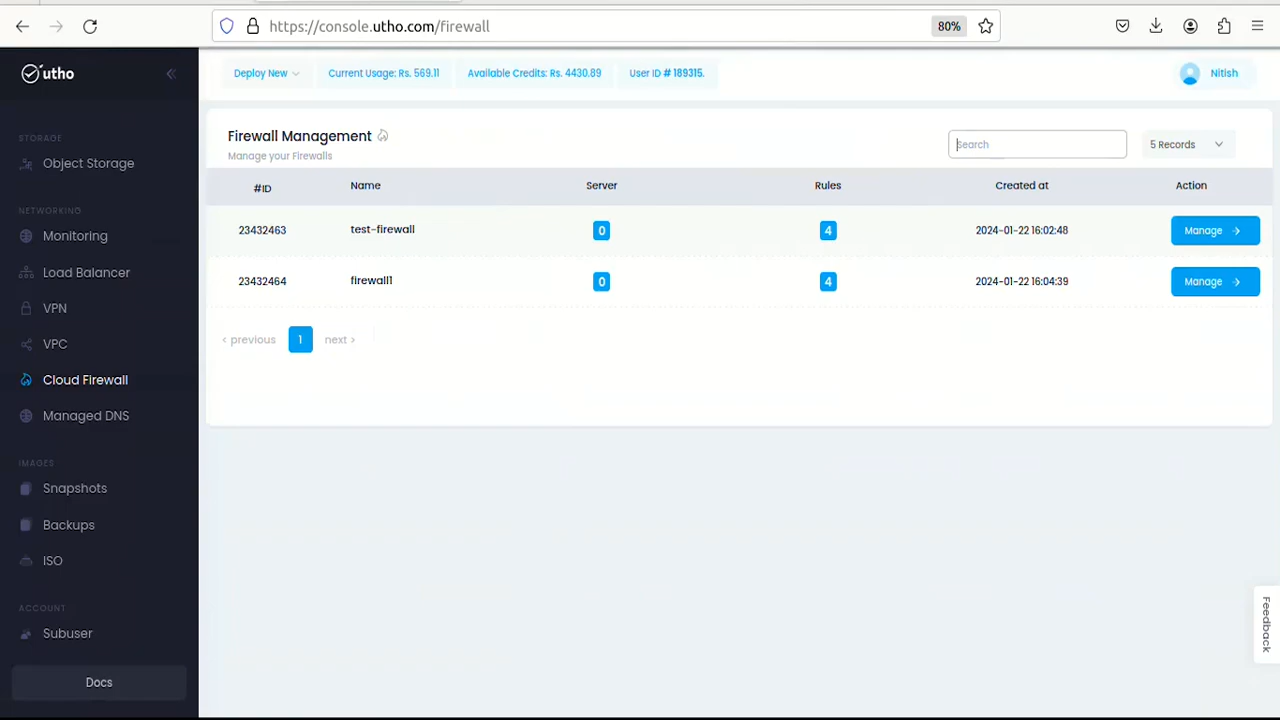 https://console.utho.com/firewall
80%
utho
Deploy New
Current Usage: Rs. 569.11
Available Credits: Rs. 4430.89
User ID # 189315.
Nitish
STORAGE
Object Storage
NETWORKING
Monitoring
Load Balancer
VPN
VPC
Cloud Firewall
Managed DNS
IMAGES
Snapshots
Backups
ISO
ACCOUNT
Subuser
Docs
Firewall Management
Manage your Firewalls
Search
5 Records
#ID Name Server Rules Created at Action
23432463 test-firewall 0 4 2024-01-22 16:02:48 Manage
23432464 firewall1 0 4 2024-01-22 16:04:39 Manage
< previous 1 next >
Feedback